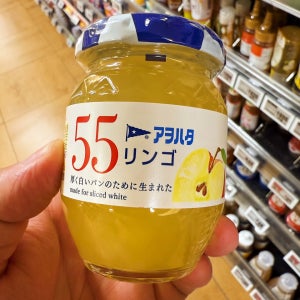 アヲハタ
55 リンゴ
厚く白いパンのために生まれた
made for sliced white